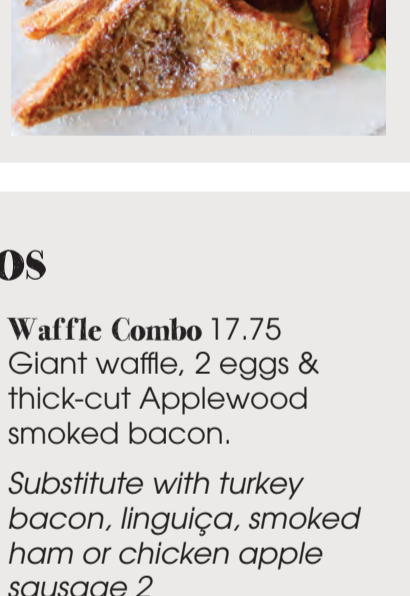 os
Waffle Combo 17.75
Giant waffle, 2 eggs &
thick-cut Applewood
smoked bacon.
Substitute with turkey
bacon, linguiça, smoked
ham or chicken apple
sausage 2